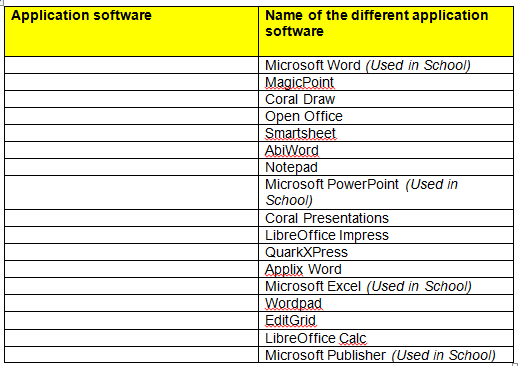 Application software
Name of the different application
software
Microsoft Word (Used in School)
MagicPoint
Coral Draw
Open Office
Smartsheet
AbiWord
Notepad
Microsoft PowerPoint (Used in
School)
Coral Presentations
LibreOffice Impress
QuarkXPress
Applix Word
Microsoft Excel (Used in School)
Wordpad
EditGrid
LibreOffice Calc
Microsoft Publisher (Used in School)